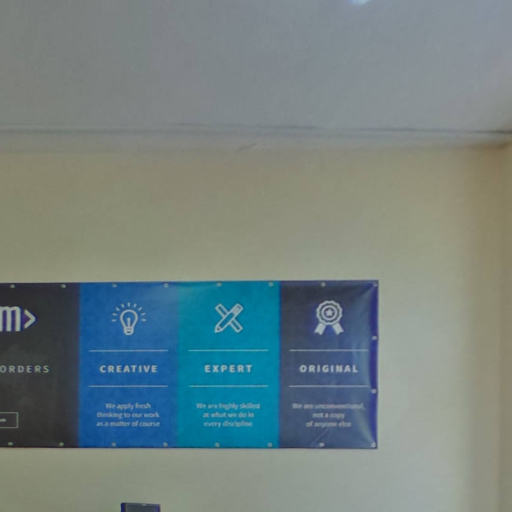 m>
ORDERS
CREATIVE
We apply fresh
thinking to our work
as a matter of course
EXPERT
We are highly skilled
at what we do in
every discipline
ORIGINAL
We are unconventional,
not a copy
of anyone else